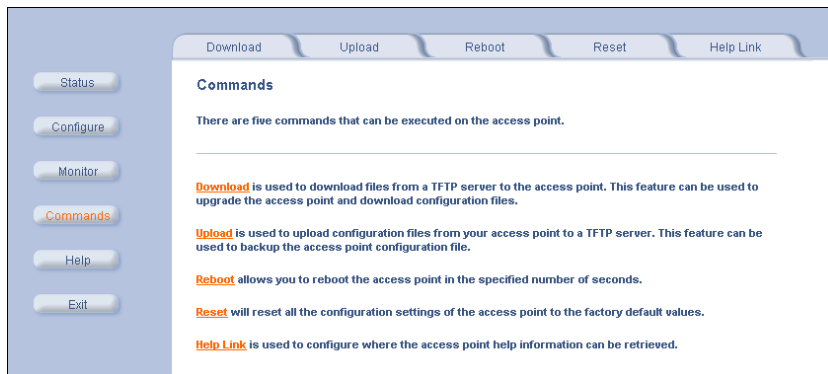 Download Upload Reboot Reset Help Link
Status
Configure
Monitor
Commands
Help
Exit
Commands
There are five commands that can be executed on the access point.
Download is used to download files from a TFTP server to the access point. This feature can be used to
upgrade the access point and download configuration files.
Upload is used to upload configuration files from your access point to a TFTP server. This feature can be
used to backup the access point configuration file.
Reboot allows you to reboot the access point in the specified number of seconds.
Reset will reset all the configuration settings of the access point to the factory default values.
Help Link is used to configure where the access point help information can be retrieved.